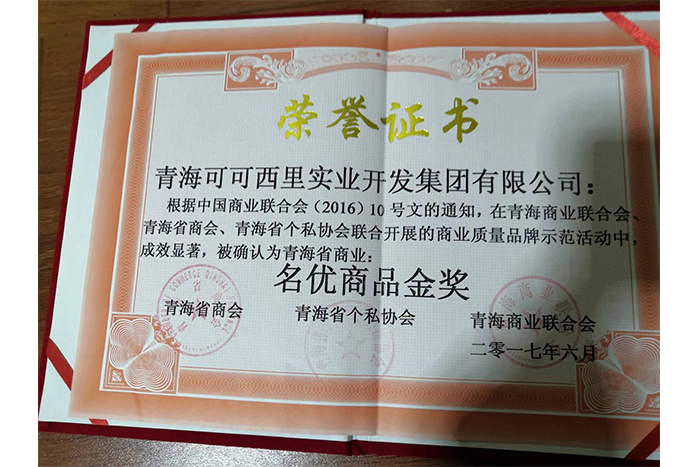 荣誉证书
青海可可西里实业开发集团有限公司：
根据中国商业联合会（2016）10号文的通知，在青海商业联合会、
青海省商会、青海省个私协会联合开展的商业质量品牌示范活动中，
成效显著，被确认为青海省商业：
名优商品金奖
青海省商会 青海省个私协会 青海商业联合会
二零一七年六月